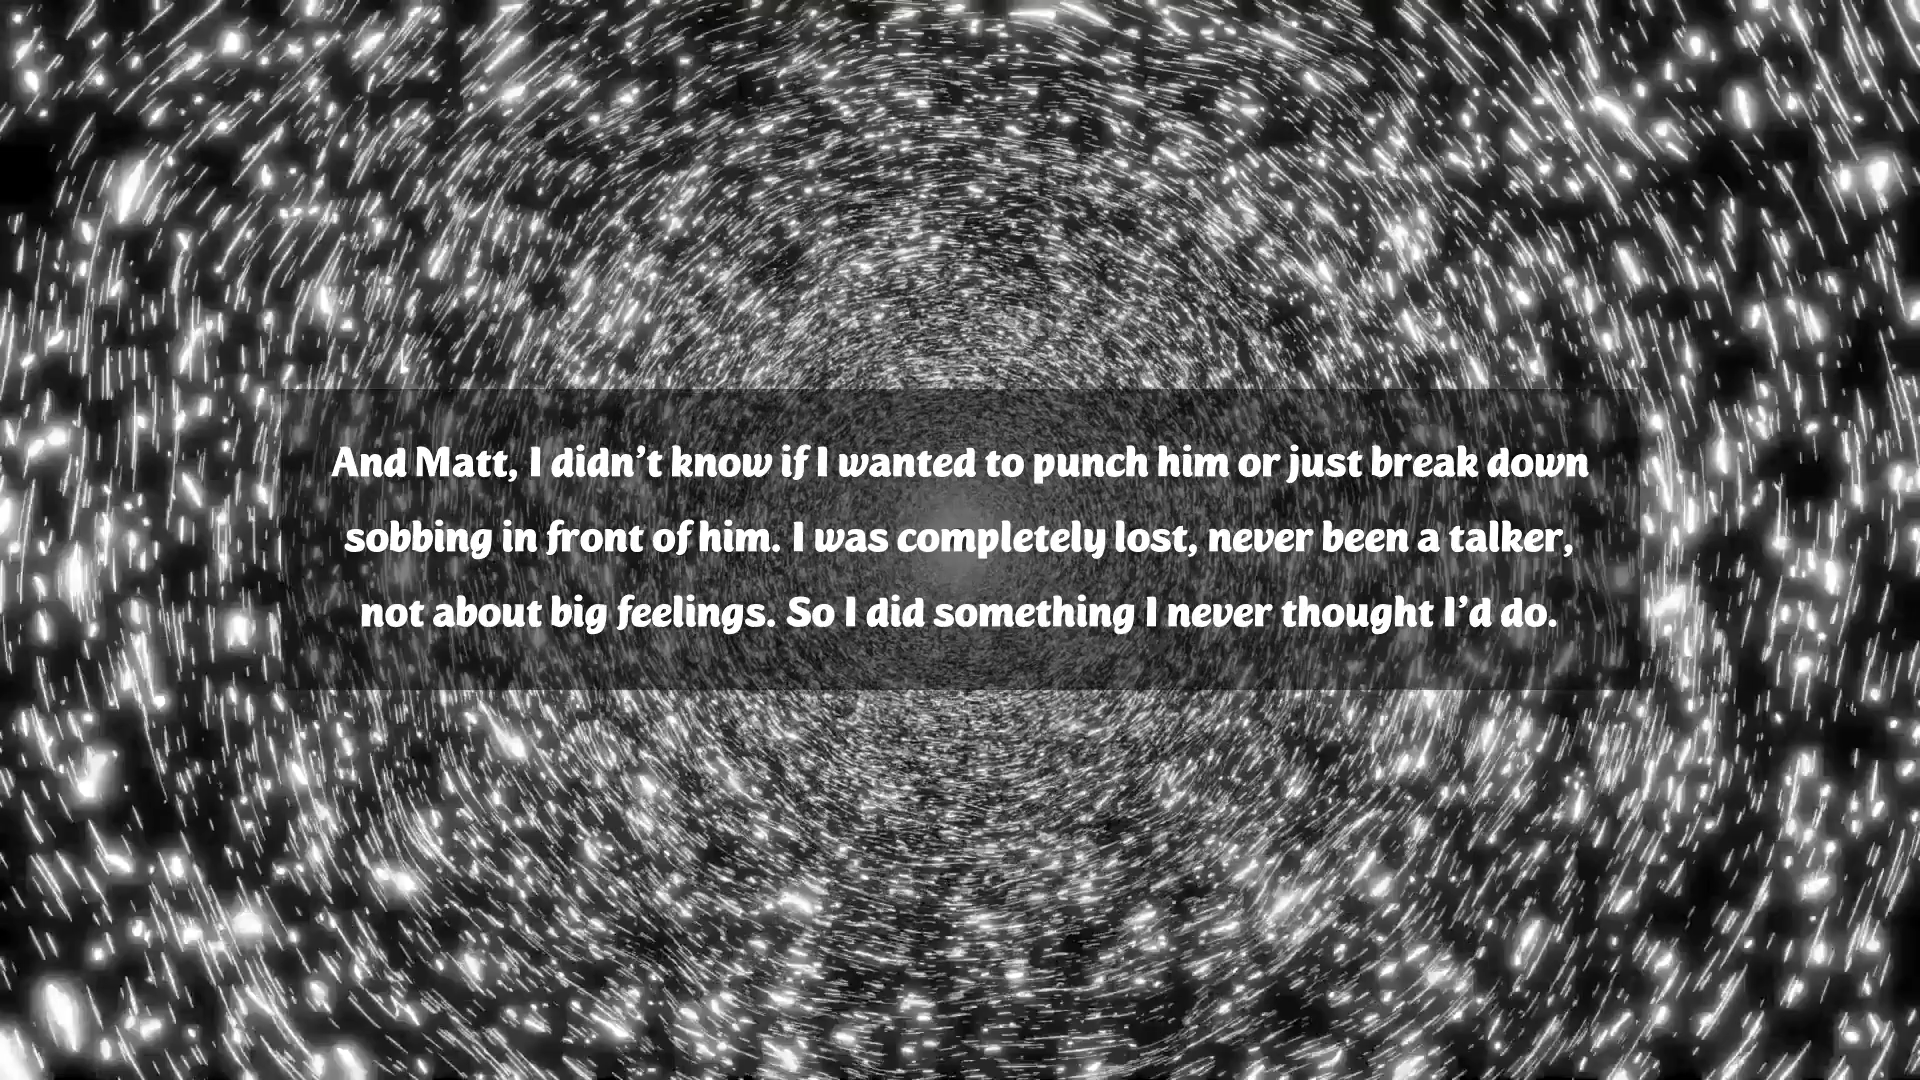 And Matt, I didn’t know if I wanted to punch him or just break down
sobbing in front of him. I was completely lost, never been a talker,
not about big feelings. So I did something I never thought I’d do.